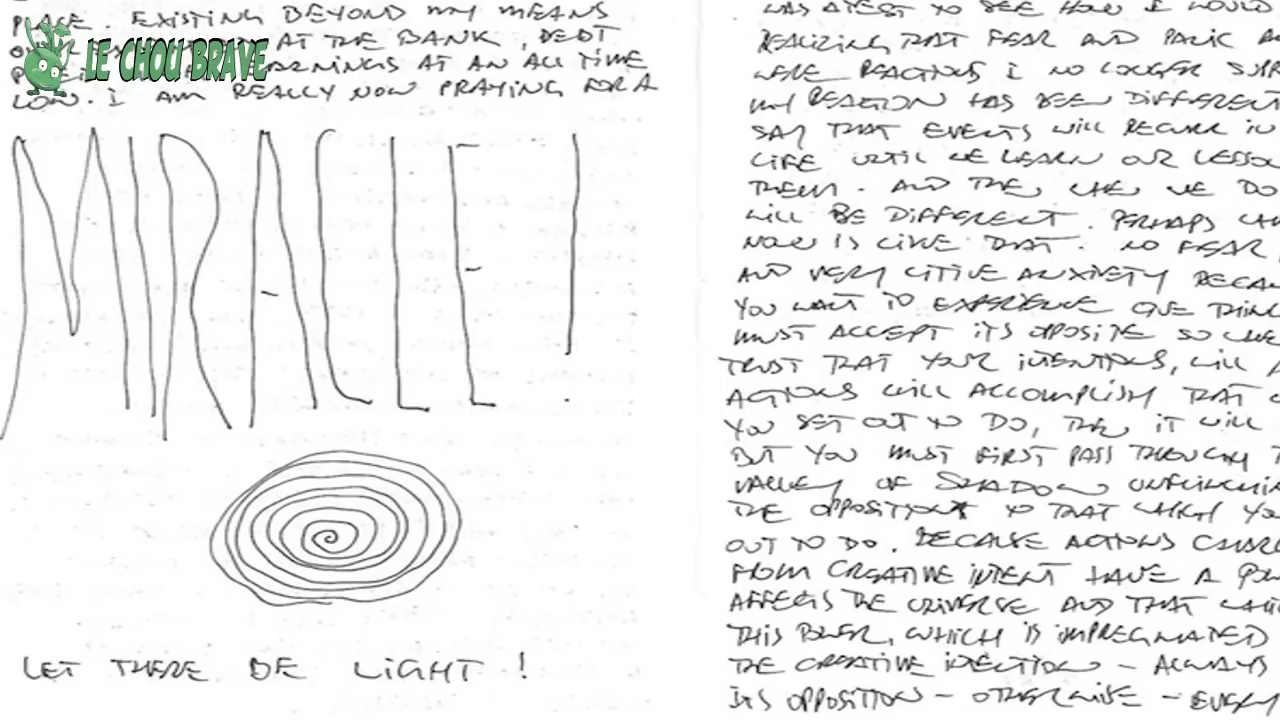 PLACE. EXISTING BEYOND MY MEANS
AT THE BANK, DEBT
LE CHOU BRAVE
EARNINGS AT AN ALL TIME
LOW. I AM REALLY NOW PRAYING FOR A
MIRACLE!
LET THERE BE LIGHT!
WAS A TEST TO SEE HOW I WOULD
REALIZING THAT FEAR AND PANIC
WERE REACTIONS I NO LONGER
MY REACTION HAS BEEN DIFFERENT
SAY THAT EVENTS WILL RECUR IN
LIFE UNTIL WE LEARN OUR
THEM. AND THEN, WHEN WE DO
WILL BE DIFFERENT. PERHAPS
NOW IS LIKE THAT. NO FEAR
AND VERY LITTLE ANXIETY
YOU WANT TO EXPERIENCE ONE THING
MUST ACCEPT ITS OPPOSITE SO
TRUST THAT YOUR INTENTIONS, WILL
ACTIONS WILL ACCOMPLISH THAT
YOU SET OUT TO DO, THEN IT WILL
BUT YOU MUST FIRST PASS THROUGH
VALLEY OF SHADOW
THE OPPOSITION TO THAT WHICH
OUT TO DO. BECAUSE ACTIONS
FROM CREATIVE INTENT HAVE A
AFFECTS THE UNIVERSE AND THAT
THIS POWER, WHICH IS IMPREGNATED
THE CREATIVE INTENTION - ALWAYS
ITS OPPOSITION - OTHERWISE - EVERY